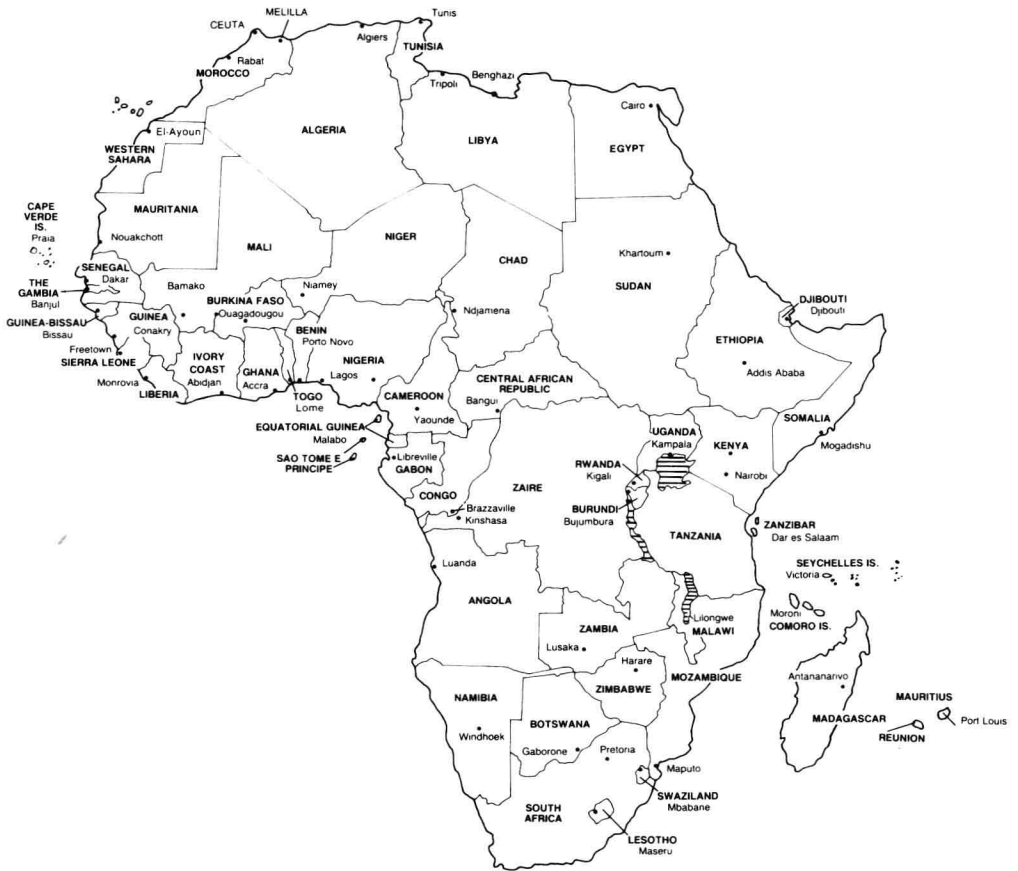 MELILLA
CEUTA
Tunis
Algiers
TUNISIA
Rabat
MOROCCO
Tripoli
Benghazi
Cairo
El-Ayoun
ALGERIA
LIBYA
EGYPT
WESTERN
SAHARA
CAPE
VERDE
IS.
Praia
MAURITANIA
Nouakchott
MALI
NIGER
CHAD
Khartoum
SUDAN
SENEGAL
Dakar
THE
GAMBIA
Banjul
Bamako
Niamey
BURKINA FASO
Ouagadougou
Ndjamena
DJIBOUTI
Djibouti
GUINEA-BISSAU
Bissau
GUINEA
Conakry
BENIN
Porto Novo
ETHIOPIA
Addis Ababa
Freetown
SIERRA LEONE
IVORY
COAST
Abidjan
GHANA
Accra
NIGERIA
Lagos
Monrovia
LIBERIA
TOGO
Lome
CAMEROON
Yaounde
CENTRAL AFRICAN
REPUBLIC
Bangui
EQUATORIAL GUINEA
Malabo
SAO TOME E
PRINCIPE
Libreville
GABON
CONGO
Brazzaville
Kinshasa
ZAIRE
UGANDA
Kampala
KENYA
Nairobi
SOMALIA
Mogadishu
RWANDA
Kigali
BURUNDI
Bujumbura
TANZANIA
ZANZIBAR
Dar es Salaam
SEYCHELLES IS.
Victoria
Luanda
ANGOLA
ZAMBIA
Lusaka
Lilongwe
MALAWI
Moroni
COMORO IS.
Harare
ZIMBABWE
MOZAMBIQUE
Antananarivo
MADAGASCAR
MAURITIUS
Port Louis
REUNION
NAMIBIA
Windhoek
BOTSWANA
Gaborone
Pretoria
Maputo
SWAZILAND
Mbabane
SOUTH
AFRICA
LESOTHO
Maseru